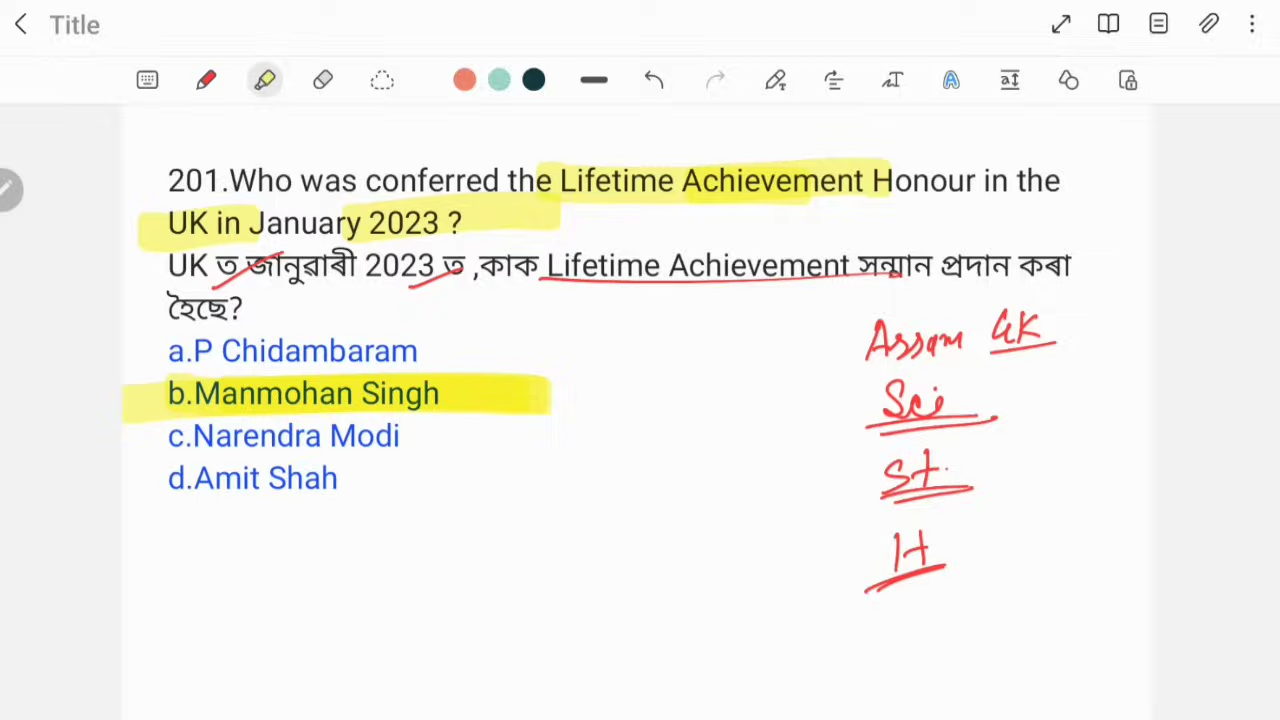 Title
201.Who was conferred the Lifetime Achievement Honour in the
UK in January 2023 ?
UK ত জানুৱাৰী 2023 ত ,কাক Lifetime Achievement সন্মান প্ৰদান কৰা
হৈছে?
a.P Chidambaram
b.Manmohan Singh
c.Narendra Modi
d.Amit Shah
Assam GK
Sci
St
H